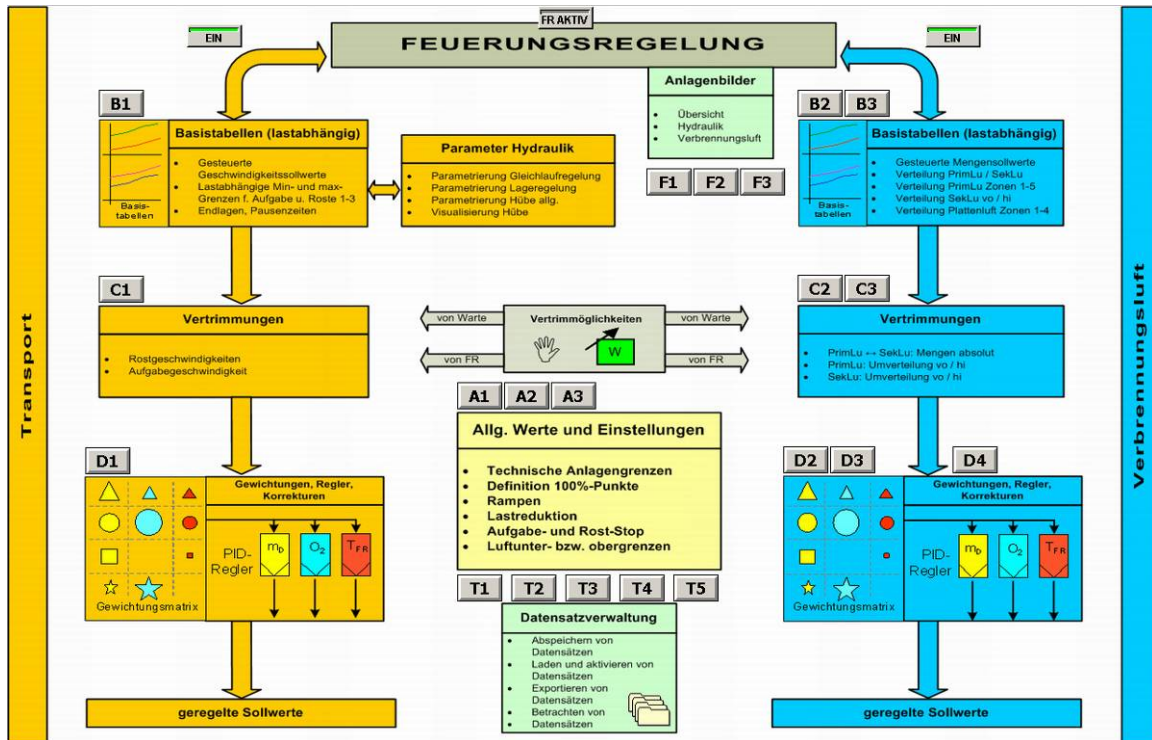 FR AKTIV
EIN
FEUERUNGSREGELUNG
EIN
Transport
B1
Basistabellen (lastabhängig)
• Gesteuerte
Geschwindigkeitssollwerte
• Lastabhängige Min- und max-
Grenzen f. Aufgabe u. Roste 1-3
• Endlagen, Pausenzeiten
Basis-
tabellen
Parameter Hydraulik
• Parametrierung Gleichlaufregelung
• Parametrierung Lageregelung
• Parametrierung Hübe allg.
• Visualisierung Hübe
Anlagenbilder
• Übersicht
• Hydraulik
• Verbrennungsluft
F1 F2 F3
B2 B3
Basistabellen (lastabhängig)
• Gesteuerte Mengensollwerte
• Verteilung PrimLu / SekLu
• Verteilung PrimLu Zonen 1-5
• Verteilung SekLu vo / hi
• Verteilung Plattenluft Zonen 1-4
Basis-
tabellen
Verbrennungsluft
C1
Vertrimmungen
• Rostgeschwindigkeiten
• Aufgabegeschwindigkeit
von Warte
von FR
Vertrimmöglichkeiten
W
von Warte
von FR
C2 C3
Vertrimmungen
• PrimLu ↔ SekLu: Mengen absolut
• PrimLu: Umverteilung vo / hi
• SekLu: Umverteilung vo / hi
A1 A2 A3
Allg. Werte und Einstellungen
• Technische Anlagengrenzen
• Definition 100%-Punkte
• Rampen
• Lastreduktion
• Aufgabe- und Rost-Stop
• Luftunter- bzw. obergrenzen
D1
Gewichtungen, Regler,
Korrekturen
PID-
Regler
mD
O2
TFR
Gewichtungsmatrix
geregelte Sollwerte
T1 T2 T3 T4 T5
Datensatzverwaltung
• Abspeichern von
Datensätzen
• Laden und aktivieren von
Datensätzen
• Exportieren von
Datensätzen
• Betrachten von
• Datensätzen
D2 D3 D4
Gewichtungen, Regler,
Korrekturen
PID-
Regler
mD
O2
TFR
Gewichtungsmatrix
geregelte Sollwerte